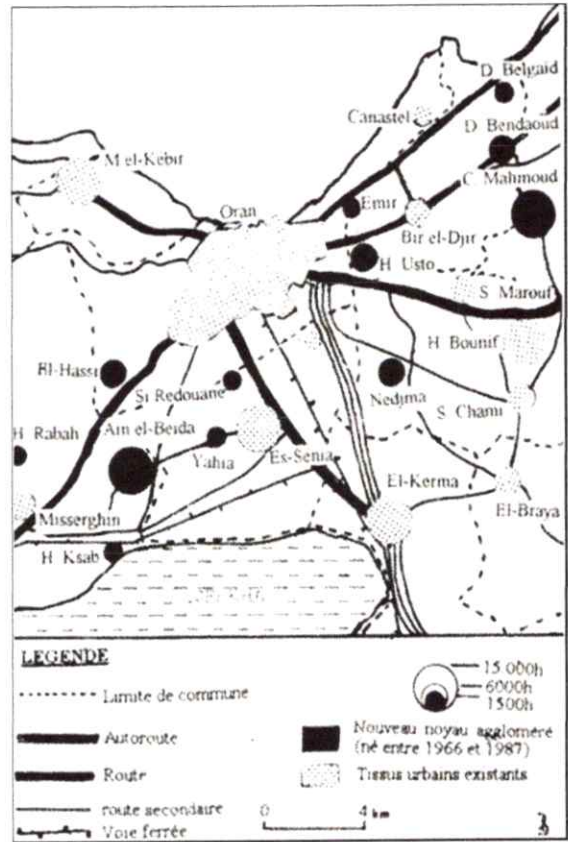 D. Belgaid
Canastel
D. Bendaoud
M el-Kebir
C. Mahmoud
Oran
Emir
Bir el-Djir
H Usto
S. Marouf
El-Hassi
H. Bounif
Si Redouane
Nedjma
S. Chami
H Rabah
Ain el-Beida
Yahia
Es-Senia
El-Kerma
Misserghin
El-Braya
H Ksab
LEGENDE
Limite de commune
Autoroute
Route
route secondaire
Voie ferrée
15 000h
6000h
1500h
Nouveau noyau aggloméré
(né entre 1966 et 1987)
Tissus urbains existants
0 4 km